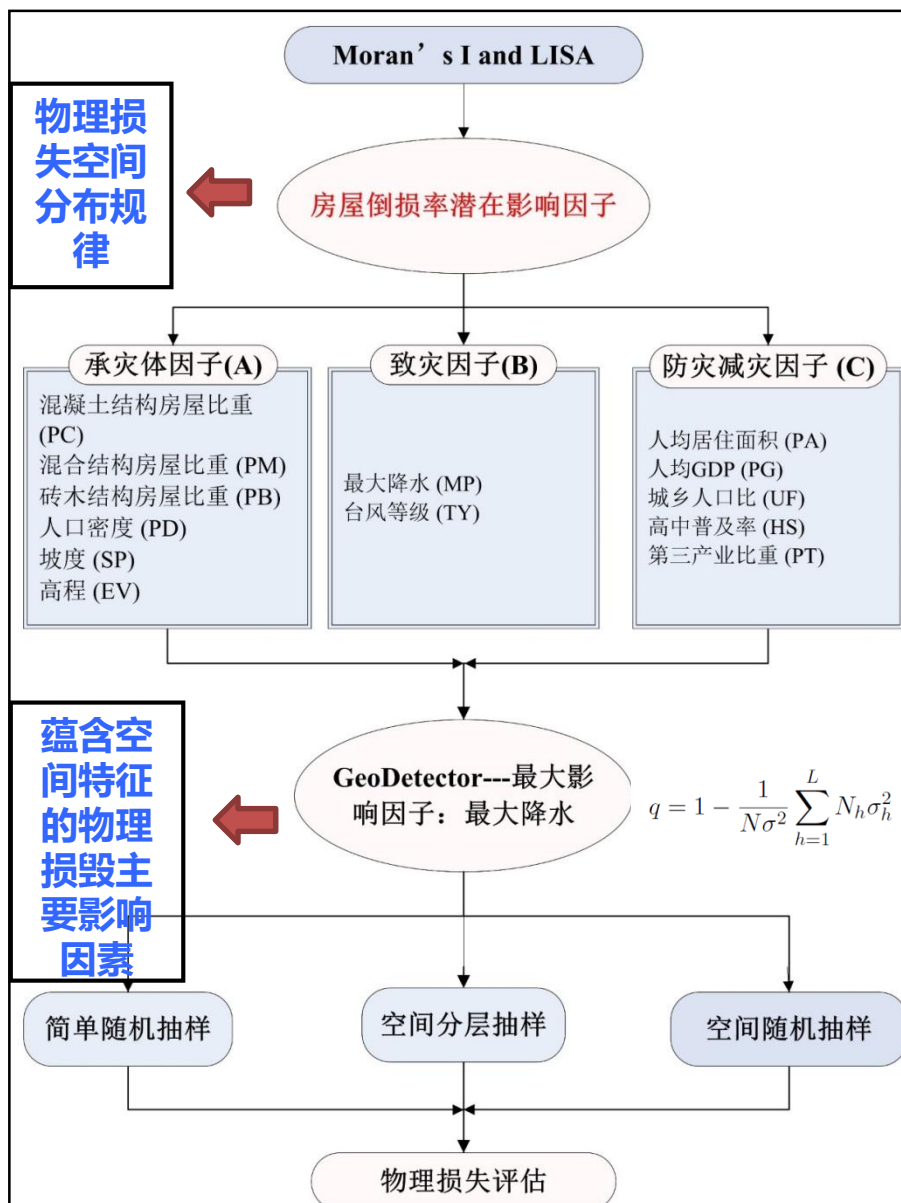 Moran’s I and LISA
物理损
失空间
分布规
律
房屋倒损率潜在影响因子
承灾体因子(A)
混凝土结构房屋比重
(PC)
混合结构房屋比重 (PM)
砖木结构房屋比重 (PB)
人口密度 (PD)
坡度 (SP)
高程 (EV)
致灾因子(B)
最大降水 (MP)
台风等级 (TY)
防灾减灾因子 (C)
人均居住面积 (PA)
人均GDP (PG)
城乡人口比 (UF)
高中普及率 (HS)
第三产业比重 (PT)
蕴含空
间特征
的物理
损毁主
要影响
因素
GeoDetector---最大影
响因子：最大降水
q = 1 − \frac{1}{Nσ^2} \sum_{h=1}^{L} N_h σ_h^2
简单随机抽样
空间分层抽样
空间随机抽样
物理损失评估